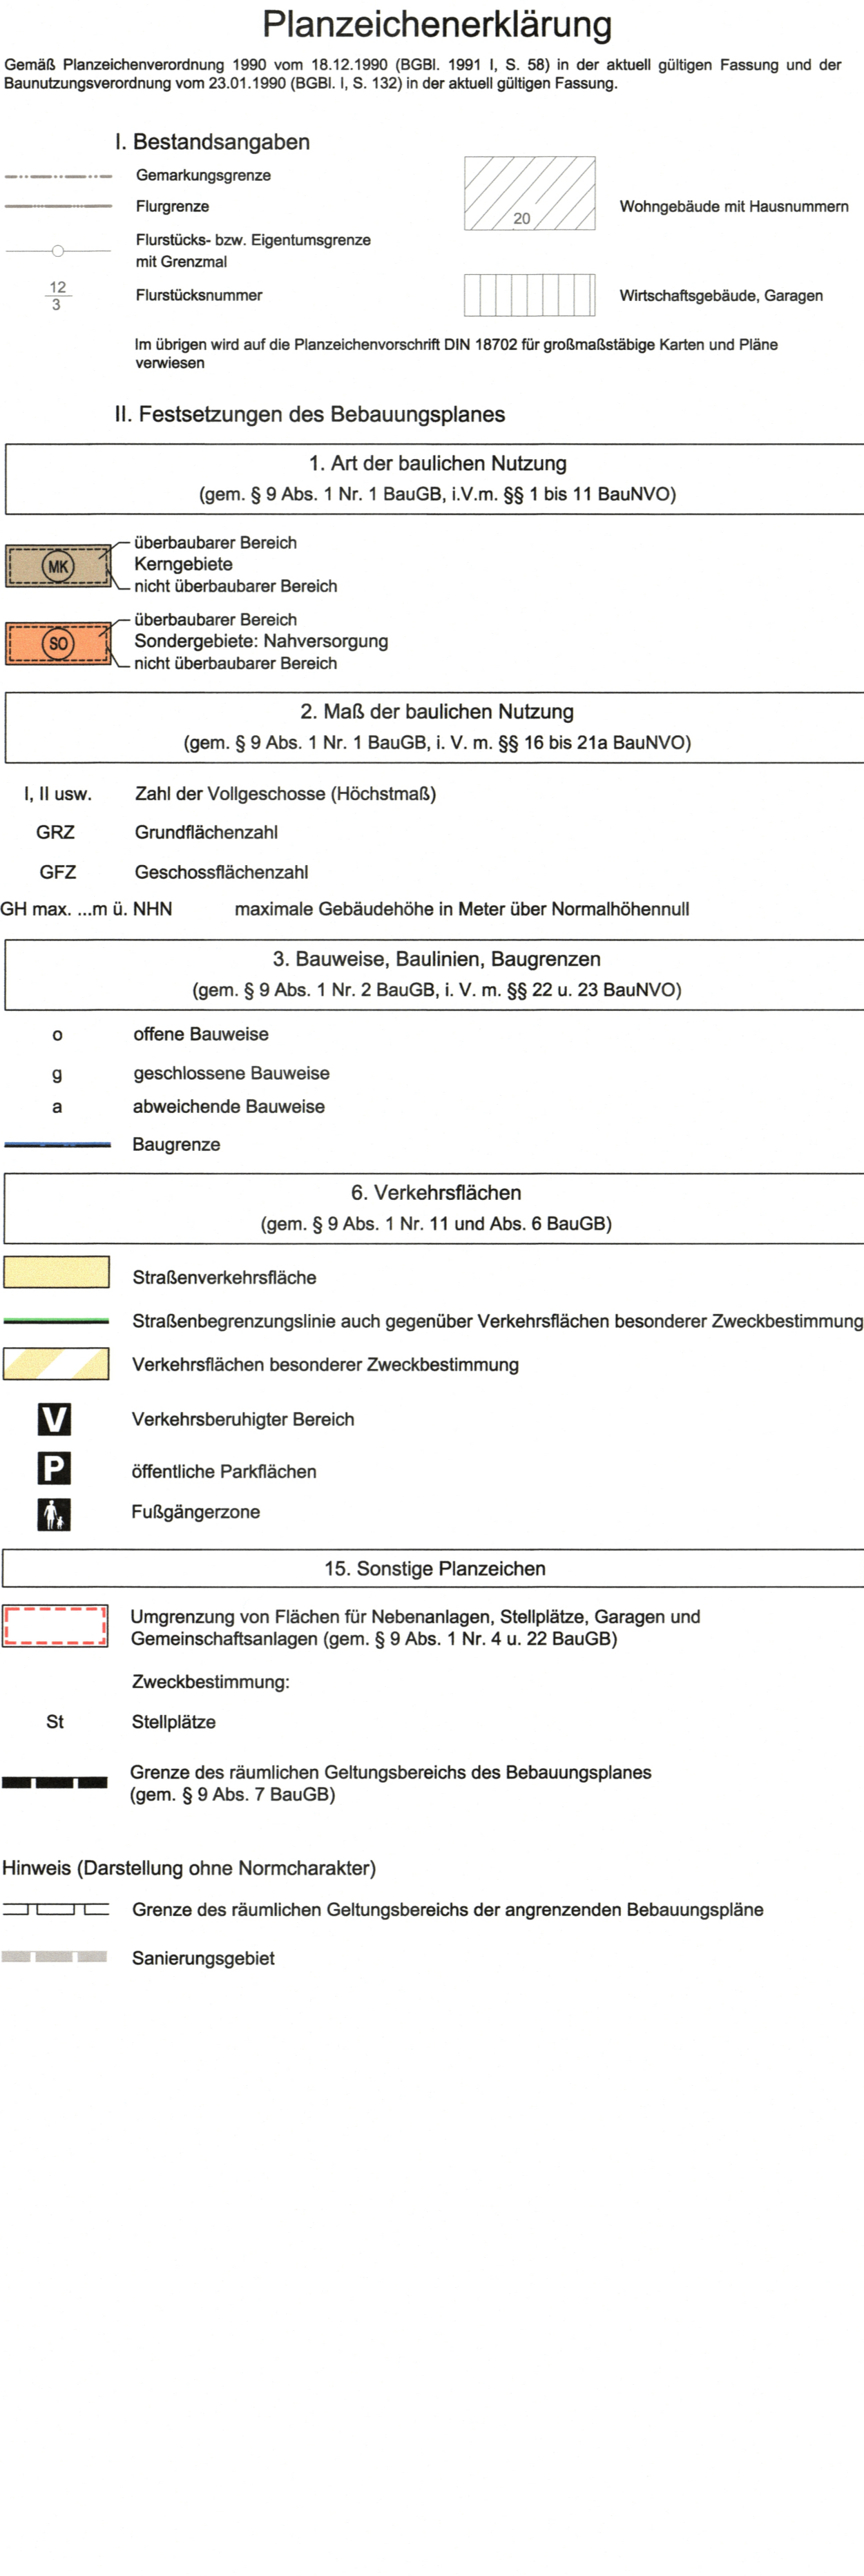 Planzeichenerklärung
Gemäß Planzeichenverordnung 1990 vom 18.12.1990 (BGBl. 1991 I, S. 58) in der aktuell gültigen Fassung und der
Baunutzungsverordnung vom 23.01.1990 (BGBl. I, S. 132) in der aktuell gültigen Fassung.
I. Bestandsangaben
Gemarkungsgrenze
Flurgrenze
20
Wohngebäude mit Hausnummern
Flurstücks- bzw. Eigentumsgrenze
mit Grenzmal
12
3
Flurstücksnummer
Wirtschaftsgebäude, Garagen
Im übrigen wird auf die Planzeichenvorschrift DIN 18702 für großmaßstäbige Karten und Pläne
verwiesen
II. Festsetzungen des Bebauungsplanes
1. Art der baulichen Nutzung
(gem. § 9 Abs. 1 Nr. 1 BauGB, i.V.m. §§ 1 bis 11 BauNVO)
überbaubarer Bereich
MK Kerngebiete
nicht überbaubarer Bereich
überbaubarer Bereich
SO Sondergebiete: Nahversorgung
nicht überbaubarer Bereich
2. Maß der baulichen Nutzung
(gem. § 9 Abs. 1 Nr. 1 BauGB, i. V. m. §§ 16 bis 21a BauNVO)
I, II usw. Zahl der Vollgeschosse (Höchstmaß)
GRZ Grundflächenzahl
GFZ Geschossflächenzahl
GH max. ...m ü. NHN maximale Gebäudehöhe in Meter über Normalhöhennull
3. Bauweise, Baulinien, Baugrenzen
(gem. § 9 Abs. 1 Nr. 2 BauGB, i. V. m. §§ 22 u. 23 BauNVO)
o offene Bauweise
g geschlossene Bauweise
a abweichende Bauweise
Baugrenze
6. Verkehrsflächen
(gem. § 9 Abs. 1 Nr. 11 und Abs. 6 BauGB)
Straßenverkehrsfläche
Straßenbegrenzungslinie auch gegenüber Verkehrsflächen besonderer Zweckbestimmung
Verkehrsflächen besonderer Zweckbestimmung
V Verkehrsberuhigter Bereich
P öffentliche Parkflächen
Fußgängerzone
15. Sonstige Planzeichen
Umgrenzung von Flächen für Nebenanlagen, Stellplätze, Garagen und
Gemeinschaftsanlagen (gem. § 9 Abs. 1 Nr. 4 u. 22 BauGB)
Zweckbestimmung:
St Stellplätze
Grenze des räumlichen Geltungsbereichs des Bebauungsplanes
(gem. § 9 Abs. 7 BauGB)
Hinweis (Darstellung ohne Normcharakter)
Grenze des räumlichen Geltungsbereichs der angrenzenden Bebauungspläne
Sanierungsgebiet